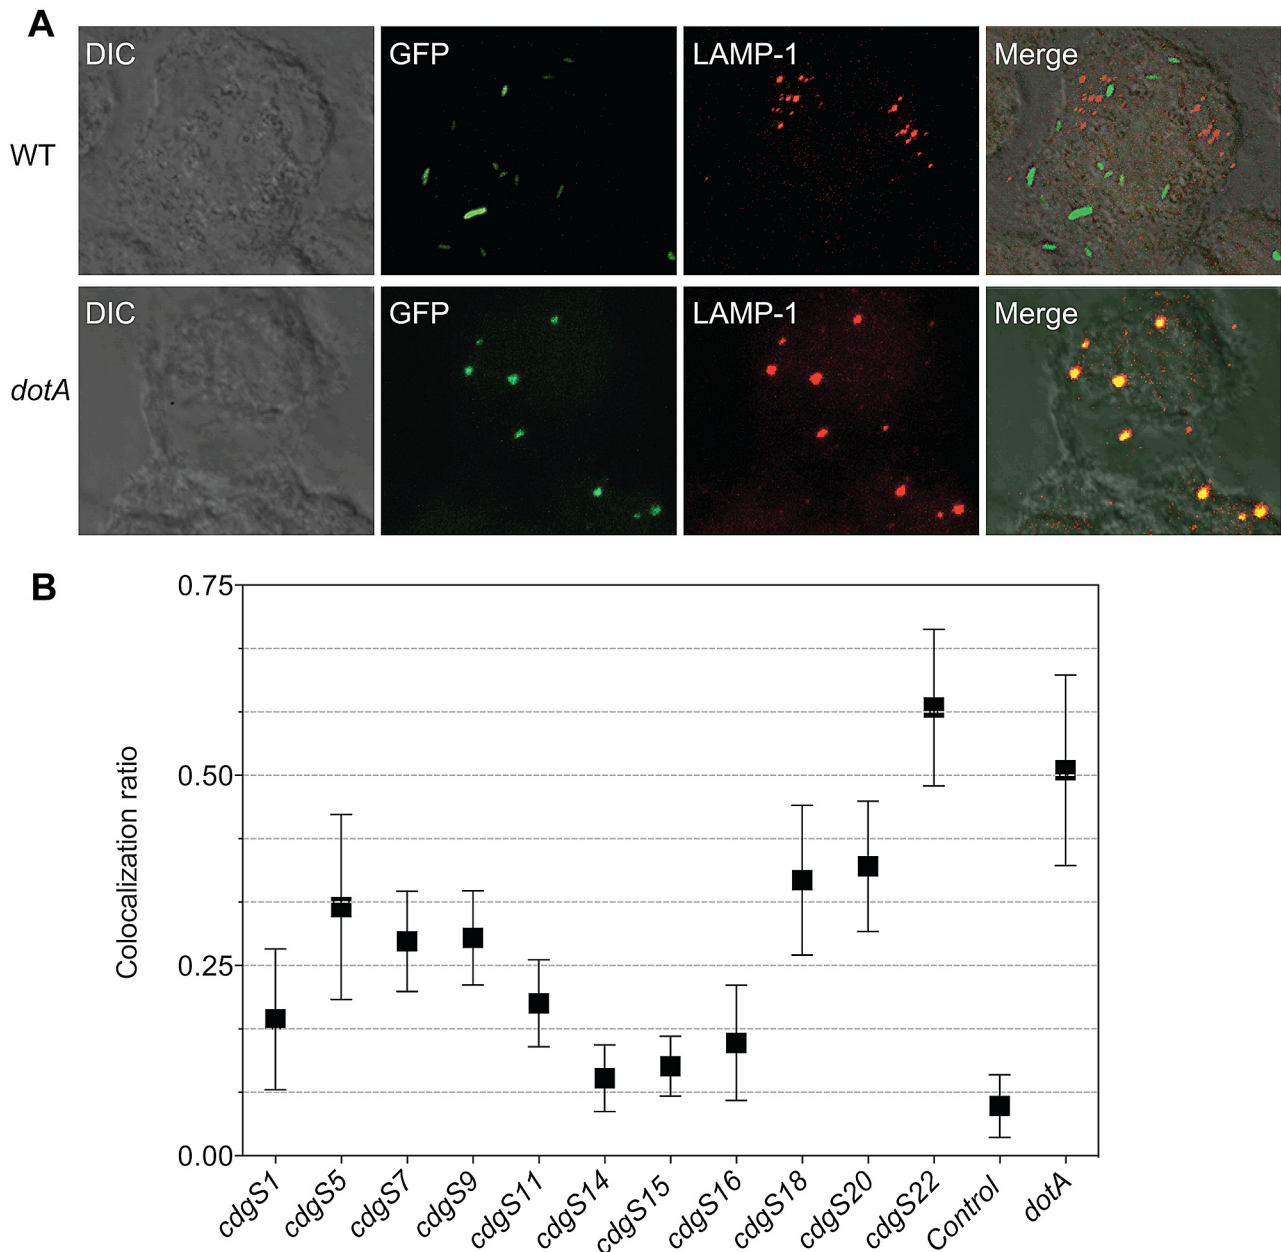 A
DIC GFP LAMP-1 Merge
WT
DIC GFP LAMP-1 Merge
dotA
B
0.75
0.50
0.25
0.00
Colocalization ratio
cdgS1 cdgS5 cdgS7 cdgS9 cdgS11 cdgS14 cdgS15 cdgS16 cdgS18 cdgS20 cdgS22 Control dotA